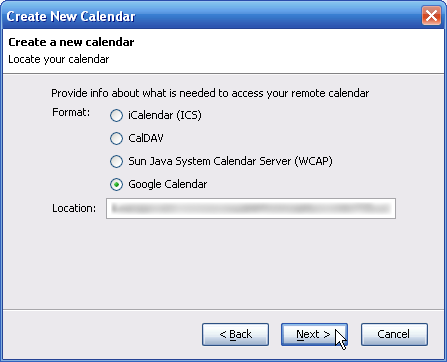 Create New Calendar
Create a new calendar
Locate your calendar
Provide info about what is needed to access your remote calendar
Format:
iCalendar (ICS)
CalDAV
Sun Java System Calendar Server (WCAP)
Google Calendar
Location:
< Back
Next >
Cancel